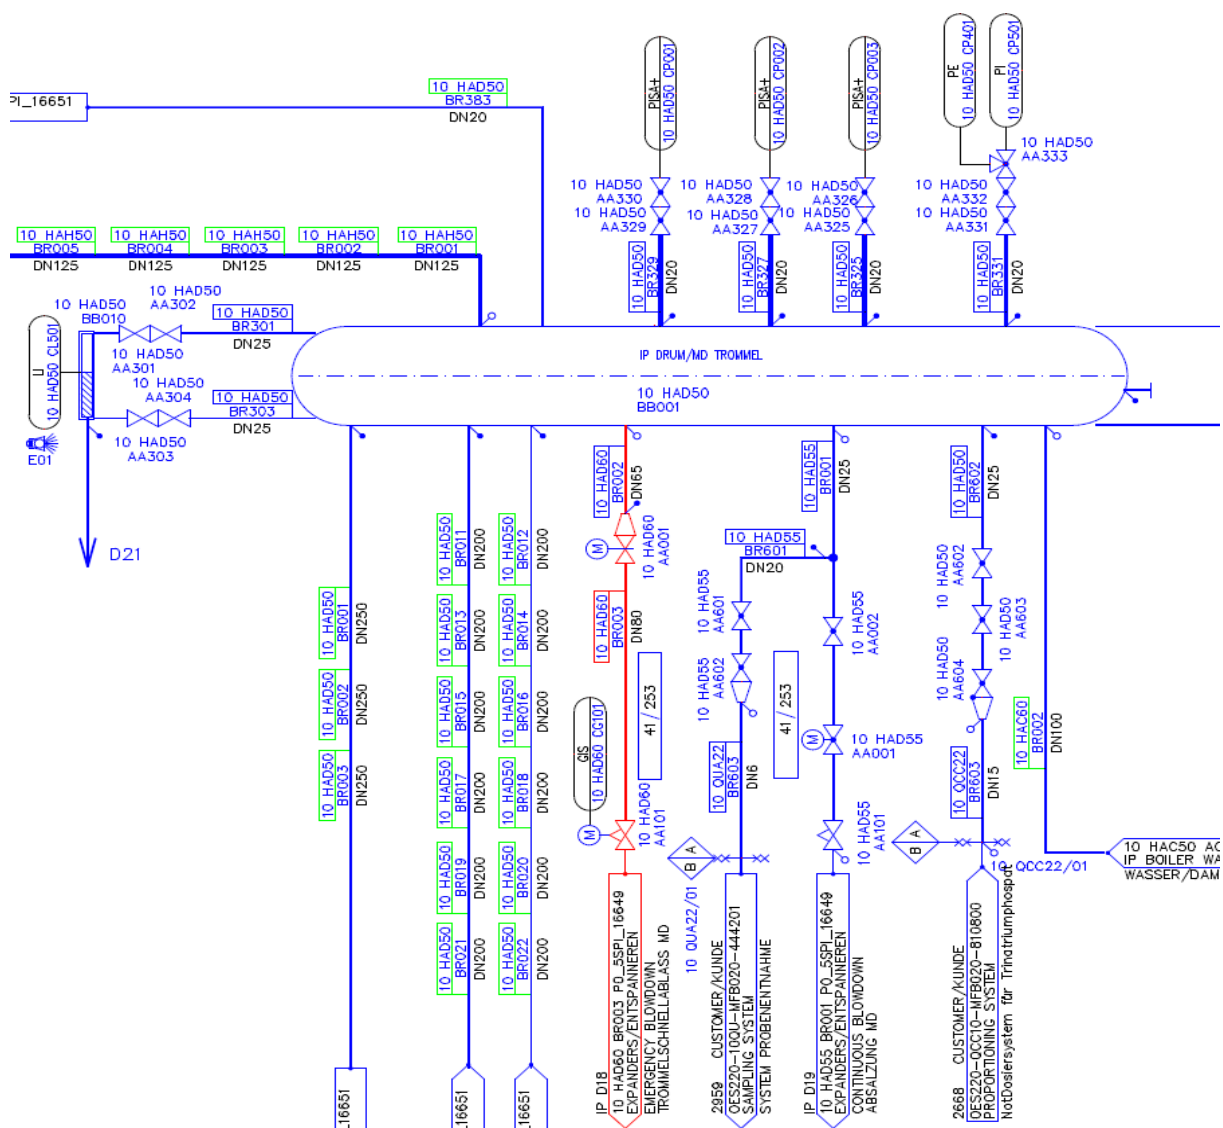 PI_16651
10 HAD50
BR383
DN20
PISA+
10 HAD50 CP001
PISA+
10 HAD50 CP002
PISA+
10 HAD50 CP003
PE
10 HAD50 CP401
PI
10 HAD50 CP501
10 HAD50
AA333
10 HAD50
AA330
10 HAD50
AA329
10 HAD50
AA328
10 HAD50
AA327
10 HAD50
AA326
10 HAD50
AA325
10 HAD50
AA332
10 HAD50
AA331
10 HAH50
BR005
DN125
10 HAH50
BR004
DN125
10 HAH50
BR003
DN125
10 HAH50
BR002
DN125
10 HAH50
BR001
DN125
10 HAD50
BR329
DN20
10 HAD50
BR327
DN20
10 HAD50
BR325
DN20
10 HAD50
BR331
DN20
10 HAD50
BB010
10 HAD50
AA302
10 HAD50
AA301
10 HAD50
BR301
DN25
LI
10 HAD50 CL501
10 HAD50
AA304
10 HAD50
AA303
10 HAD50
BR303
DN25
E01
D21
IP DRUM/MD TROMMEL
10 HAD50
BB001
10 HAD50
BR001
DN250
10 HAD50
BR002
DN250
10 HAD50
BR003
DN250
10 HAD50
BR011
DN200
10 HAD50
BR013
DN200
10 HAD50
BR015
DN200
10 HAD50
BR017
DN200
10 HAD50
BR019
DN200
10 HAD50
BR021
DN200
10 HAD50
BR012
DN200
10 HAD50
BR014
DN200
10 HAD50
BR016
DN200
10 HAD50
BR018
DN200
10 HAD50
BR020
DN200
10 HAD50
BR022
DN200
10 HAD60
BR002
DN65
M
10 HAD60
AA001
10 HAD60
BR003
DN80
41 / 253
GIS
10 HAD60 CG101
M
10 HAD60
AA101
10 HAD55
BR001
DN25
10 HAD55
BR601
DN20
10 HAD55
AA601
10 HAD55
AA602
10 QUA22
BR603
DN6
41 / 253
10 HAD55
AA002
M
10 HAD55
AA001
10 HAD55
AA101
B A
10 QUA22/01
10 HAD50
BR602
DN25
10 HAD50
AA602
10 HAD50
AA603
10 HAD50
AA604
10 QCC22
BR603
DN15
B A
10 QCC22/01
10 HAC60
BR002
DN100
10 HAC50 AC
IP BOILER WA
WASSER/DAM
_16651
_16651
_16651
IP D18
10 HAD60 BR003 P0_5SPI_16649
EXPANDERS/ENTSPANNEREN
EMERGENCY BLOWDOWN
TROMMELSCHNELLABLASS MD
2959 CUSTOMER/KUNDE
OES220-10QU-MFB020-444201
SAMPLING SYSTEM
SYSTEM PROBENENTNAHME
IP D19
10 HAD55 BR001 P0_5SPI_16649
EXPANDERS/ENTSPANNEREN
CONTINUOUS BLOWDOWN
ABSALZUNG MD
2668 CUSTOMER/KUNDE
OES220-QCC10-MFB020-810800
PROPORTIONING SYSTEM
NotDosiersystem für Trinatriumphospat